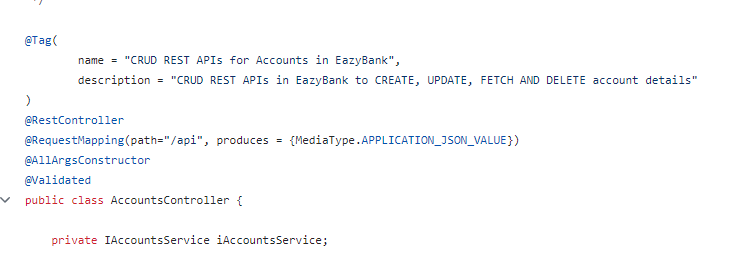 */
@Tag(
name = "CRUD REST APIs for Accounts in EazyBank",
description = "CRUD REST APIs in EazyBank to CREATE, UPDATE, FETCH AND DELETE account details"
)
@RestController
@RequestMapping(path="/api", produces = {MediaType.APPLICATION_JSON_VALUE})
@AllArgsConstructor
@Validated
public class AccountsController {
private IAccountsService iAccountsService;